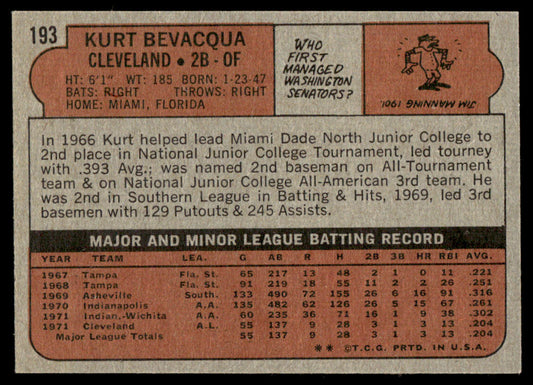 193
KURT BEVACQUA
CLEVELAND • 2B - OF
HT: 6'1" WT: 185 BORN: 1-23-47
BATS: RIGHT THROWS: RIGHT
HOME: MIAMI, FLORIDA
WHO
FIRST
MANAGED
WASHINGTON
SENATORS?
JIM MANNING 1901.
In 1966 Kurt helped lead Miami Dade North Junior College to
2nd place in National Junior College Tournament, led tourney
with .393 Avg.; was named 2nd baseman on All-Tournament
team & on National Junior College All-American 3rd team. He
was 2nd in Southern League in Batting & Hits, 1969, led 3rd
basemen with 129 Putouts & 245 Assists.
MAJOR AND MINOR LEAGUE BATTING RECORD
YEAR TEAM LEA. G AB R H 2B 3B HR RBI AVG.
1967 - Tampa Fla. St. 65 217 13 48 2 1 0 11 .221
1968 - Tampa Fla. St. 91 219 18 55 11 2 2 26 .251
1969 Asheville South. 133 490 72 155 26 6 16 91 .316
1970 Indianapolis A.A. 135 482 62 126 26 5 15 67 .261
1971 Indian.-Wichita A.A. 60 235 36 71 16 1 9 38 .302
1971 Cleveland A.L. 55 137 9 28 3 1 3 13 .204
Major League Totals 55 137 9 28 3 1 3 13 .204
** © T.C.G. PRTD. IN U.S.A.